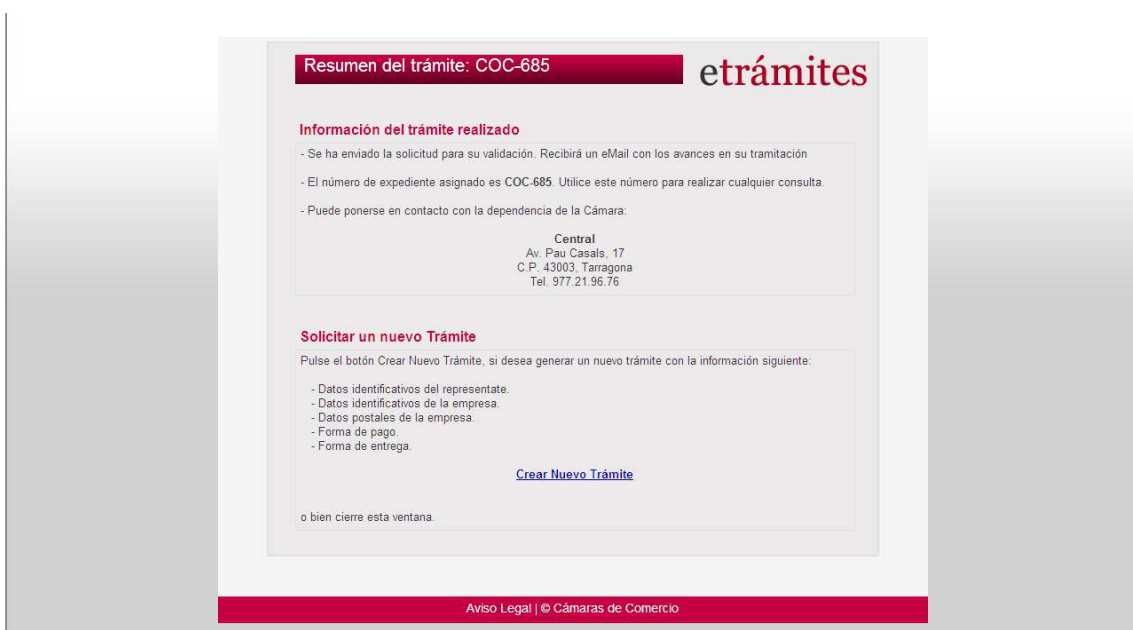 Resumen del trámite: COC-685
etrámites
Información del trámite realizado
- Se ha enviado la solicitud para su validación. Recibirá un eMail con los avances en su tramitación
- El número de expediente asignado es COC-685. Utilice este número para realizar cualquier consulta.
- Puede ponerse en contacto con la dependencia de la Cámara:
Central
Av. Pau Casals, 17
C.P. 43003, Tarragona
Tel. 977.21.96.76
Solicitar un nuevo Trámite
Pulse el botón Crear Nuevo Trámite, si desea generar un nuevo trámite con la información siguiente:
- Datos identificativos del representate.
- Datos identificativos de la empresa.
- Datos postales de la empresa.
- Forma de pago.
- Forma de entrega.
Crear Nuevo Trámite
o bien cierre esta ventana.
Aviso Legal | © Cámaras de Comercio